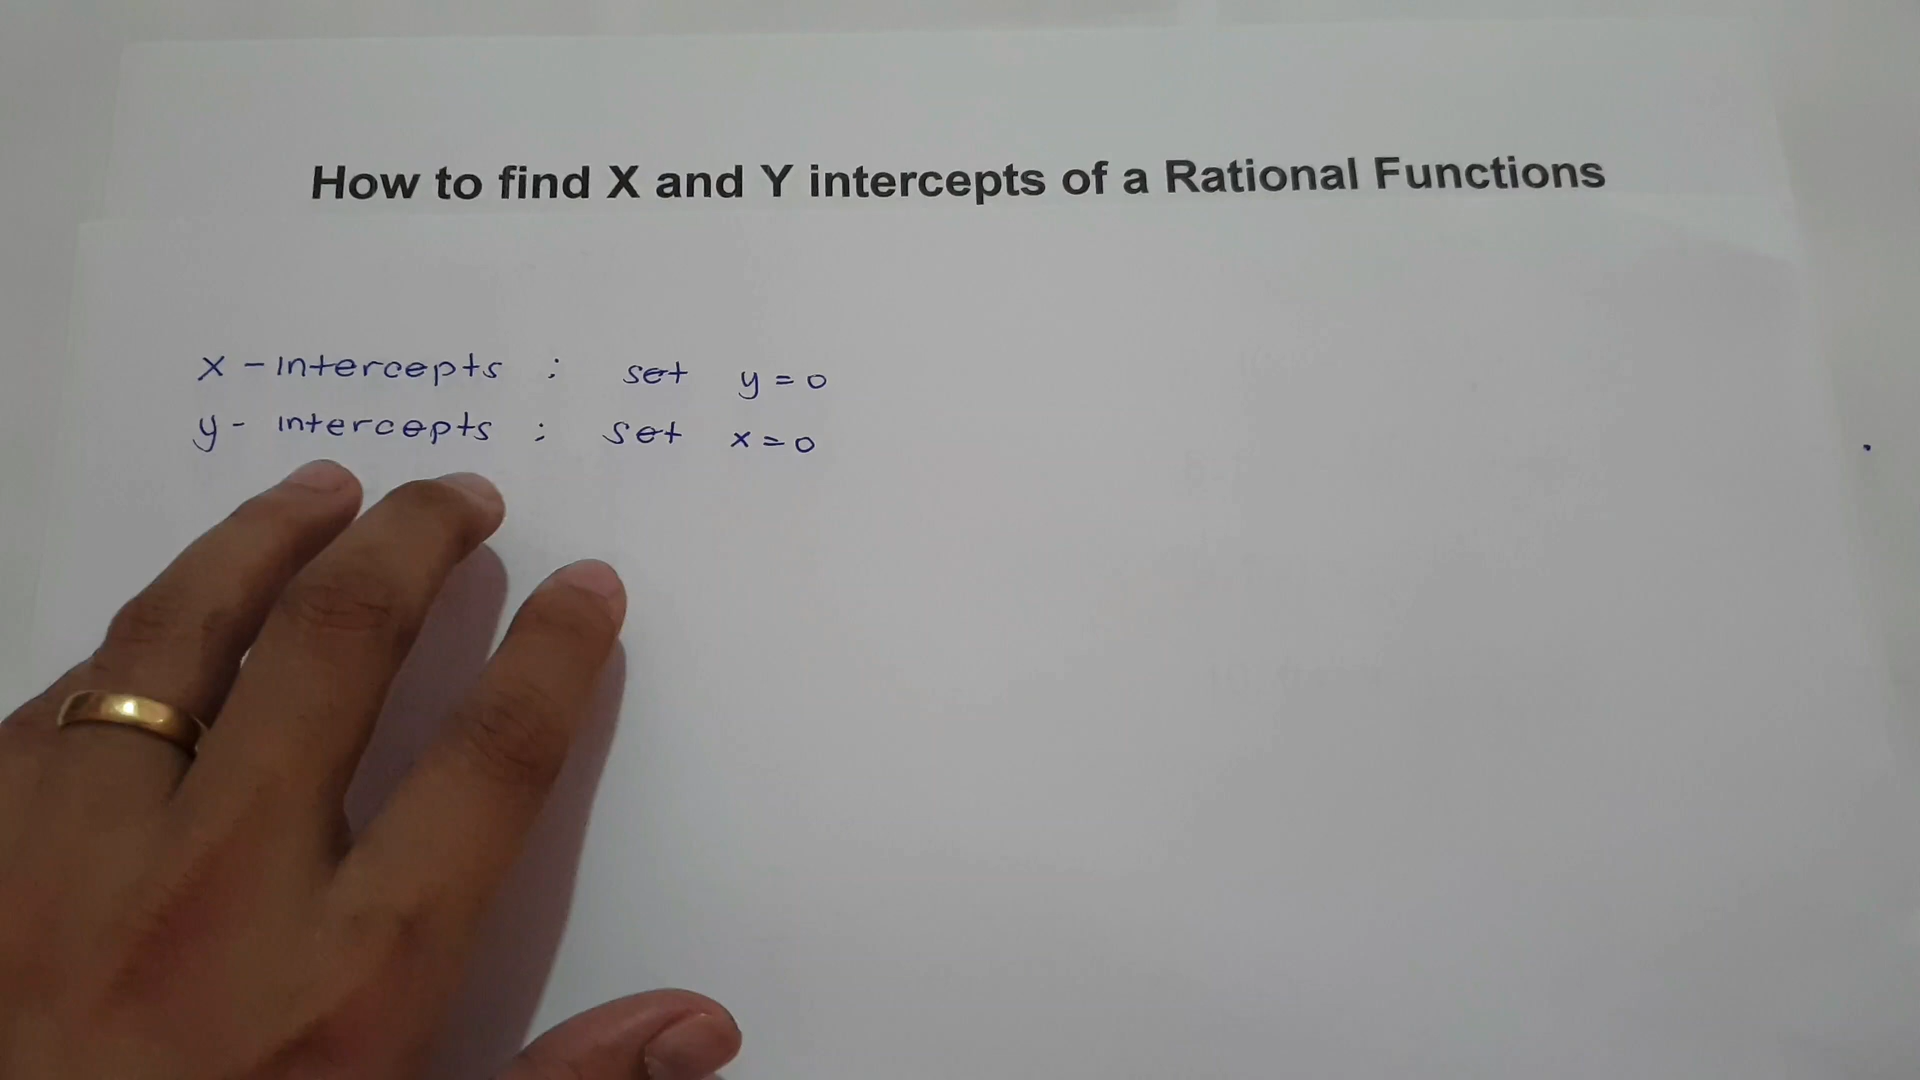 How to find X and Y intercepts of a Rational Functions
x - intercepts : set y = 0
y - intercepts : set x = 0